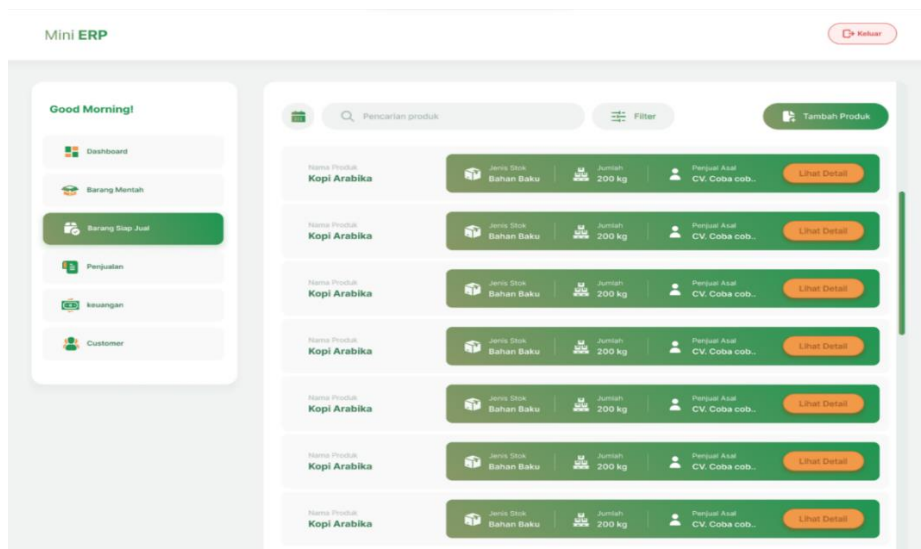 Mini ERP
Keluar
Good Morning!
Dashboard
Barang Mentah
Barang Siap Jual
Penjualan
keuangan
Customer
Pencarian produk
Filter
Tambah Produk
Nama Produk Jenis Stok Jumlah Penjual Asal
Kopi Arabika Bahan Baku 200 kg CV. Coba cob... Lihat Detail
Nama Produk Jenis Stok Jumlah Penjual Asal
Kopi Arabika Bahan Baku 200 kg CV. Coba cob... Lihat Detail
Nama Produk Jenis Stok Jumlah Penjual Asal
Kopi Arabika Bahan Baku 200 kg CV. Coba cob... Lihat Detail
Nama Produk Jenis Stok Jumlah Penjual Asal
Kopi Arabika Bahan Baku 200 kg CV. Coba cob... Lihat Detail
Nama Produk Jenis Stok Jumlah Penjual Asal
Kopi Arabika Bahan Baku 200 kg CV. Coba cob... Lihat Detail
Nama Produk Jenis Stok Jumlah Penjual Asal
Kopi Arabika Bahan Baku 200 kg CV. Coba cob... Lihat Detail
Nama Produk Jenis Stok Jumlah Penjual Asal
Kopi Arabika Bahan Baku 200 kg CV. Coba cob... Lihat Detail